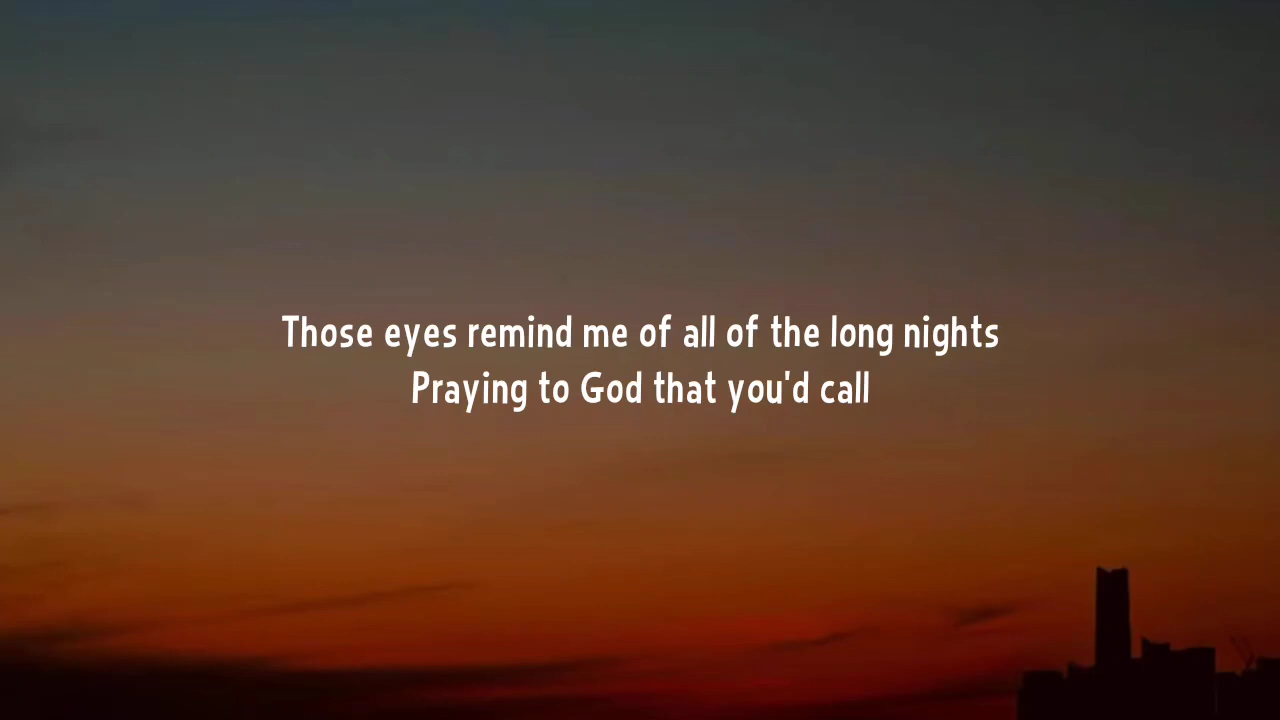 Those eyes remind me of all of the long nights
Praying to God that you'd call